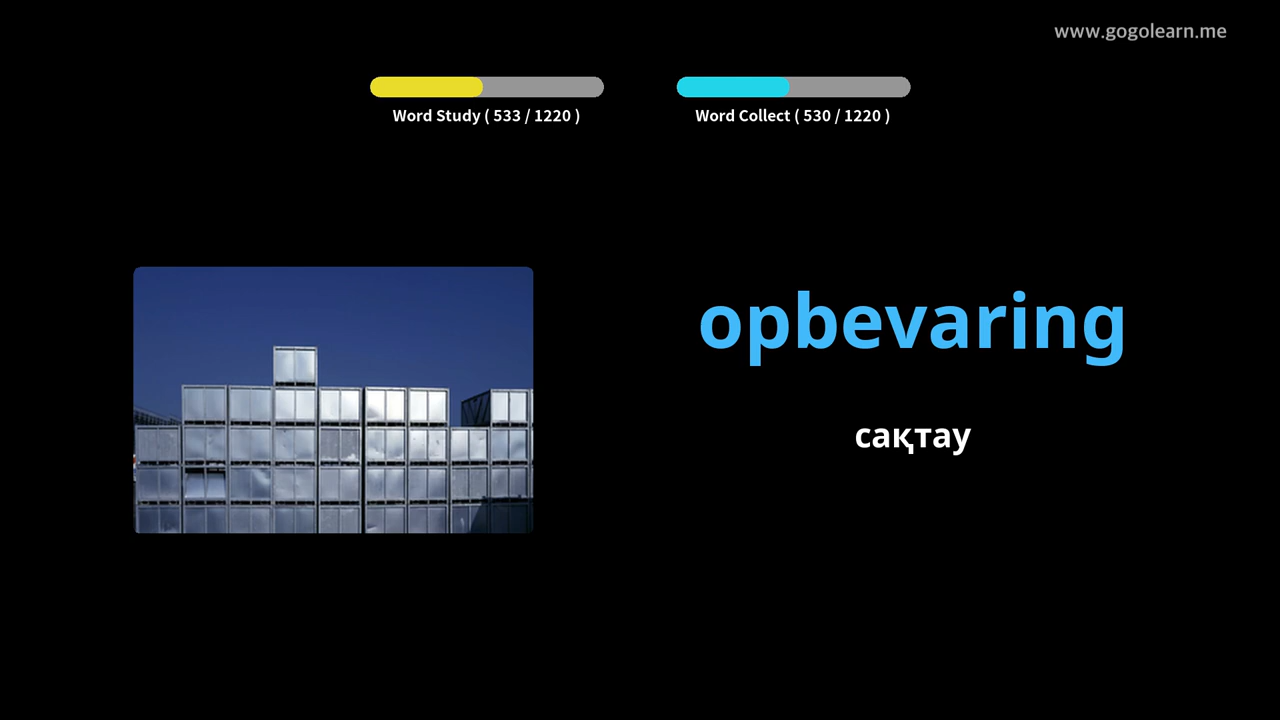 www.gogolearn.me
Word Study ( 533 / 1220 )
Word Collect ( 530 / 1220 )
opbevaring
сақтау